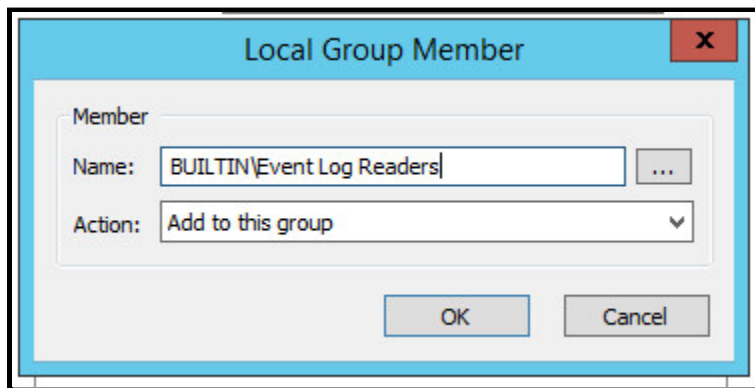 Local Group Member
x
Member
Name: BUILTIN\Event Log Readers ...
Action: Add to this group
OK Cancel